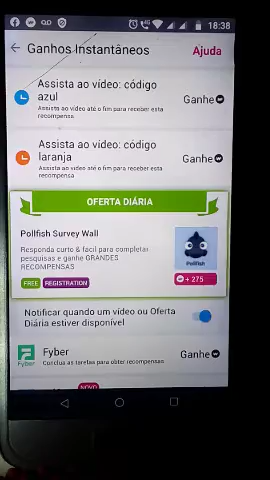 18:38
Ganhos Instantâneos
Ajuda
Assista ao vídeo: código
azul
Assista ao vídeo até o fim para receber esta
recompensa
Ganhe
Assista ao vídeo: código
laranja
Assista ao vídeo até o fim para receber esta
recompensa
Ganhe
OFERTA DIÁRIA
Pollfish Survey Wall
Responda curto & facil para completar
pesquisas e ganhe GRANDES
RECOMPENSAS
Pollfish
FREE REGISTRATION
+ 275
Notificar quando um vídeo ou Oferta
Diária estiver disponível
Fyber
Fyber
Conclua as tarefas para obter recompensas
Ganhe
NOVO